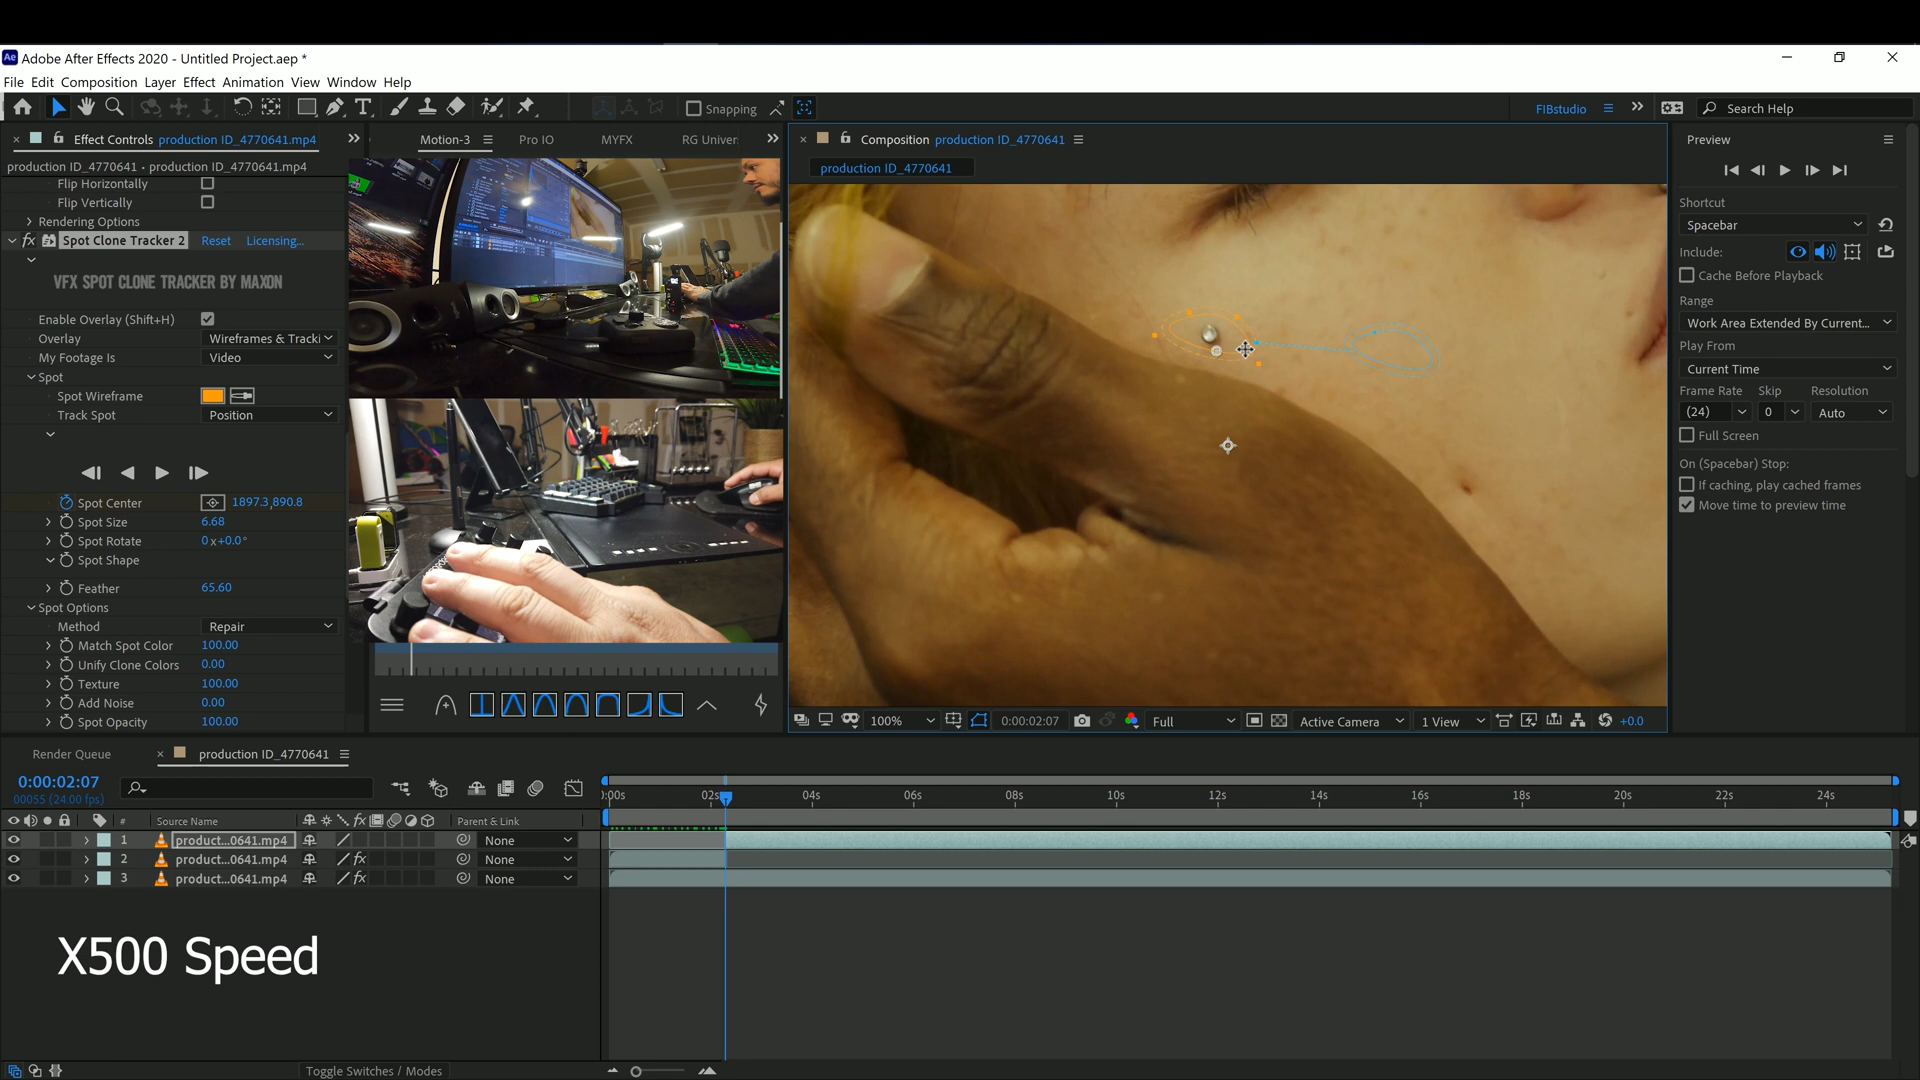 Ae Adobe After Effects 2020 - Untitled Project.aep *
File Edit Composition Layer Effect Animation View Window Help
Snapping
FIBstudio
Search Help
Effect Controls production ID_4770641.mp4
production ID_4770641 • production ID_4770641.mp4
Flip Horizontally
Flip Vertically
Rendering Options
fx Spot Clone Tracker 2 Reset Licensing...
VFX SPOT CLONE TRACKER BY MAXON
Enable Overlay (Shift+H)
Overlay Wireframes & Tracki
My Footage Is Video
Spot
Spot Wireframe
Track Spot Position
Spot Center 1897.3,890.8
Spot Size 6.68
Spot Rotate 0x+0.0°
Spot Shape
Feather 65.60
Spot Options
Method Repair
Match Spot Color 100.00
Unify Clone Colors 0.00
Texture 100.00
Add Noise 0.00
Spot Opacity 100.00
Motion-3 Pro IO MYFX RG Univer
Composition production ID_4770641
production ID_4770641
100% 0:00:02:07 Full Active Camera 1 View +0.0
Preview
Shortcut
Spacebar
Include:
Cache Before Playback
Range
Work Area Extended By Current...
Play From
Current Time
Frame Rate Skip Resolution
(24) 0 Auto
Full Screen
On (Spacebar) Stop:
If caching, play cached frames
Move time to preview time
Render Queue production ID_4770641
0:00:02:07
00055 (24.00 fps)
:00s 02s 04s 06s 08s 10s 12s 14s 16s 18s 20s 22s 24s
# Source Name fx Parent & Link
1 product...0641.mp4 None
2 product...0641.mp4 fx None
3 product...0641.mp4 fx None
X500 Speed
Toggle Switches / Modes